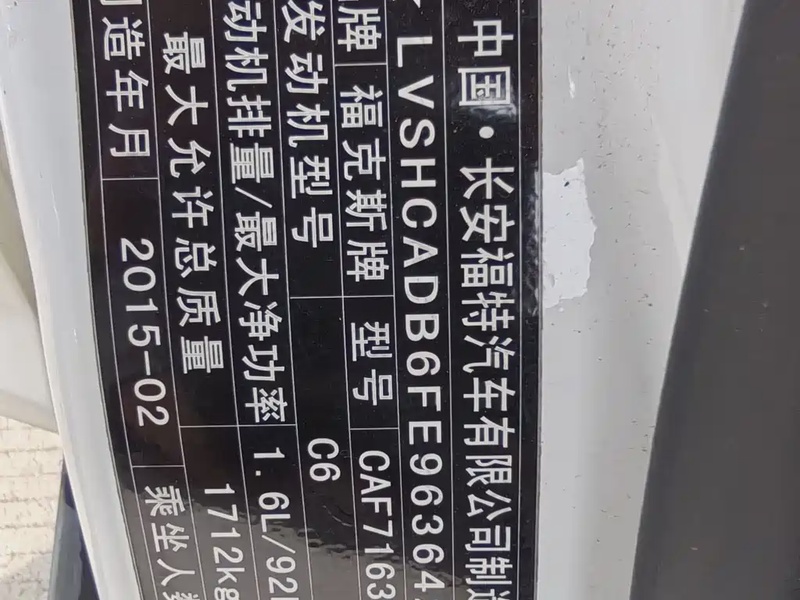 中国·长安福特汽车有限公司制造
LVSHCADB6FE96364
牌 福克斯牌 型号 CAF7163
发动机型号 C6
动机排量/最大净功率 1.6L/92
最大允许总质量 1712kg
造年月 2015-02 乘坐人数